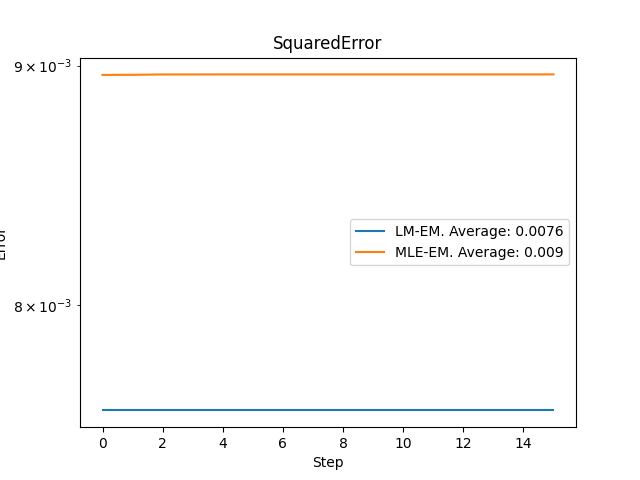 SquaredError
9 × 10⁻³
8 × 10⁻³
Error
LM-EM. Average: 0.0076
MLE-EM. Average: 0.009
0 2 4 6 8 10 12 14
Step